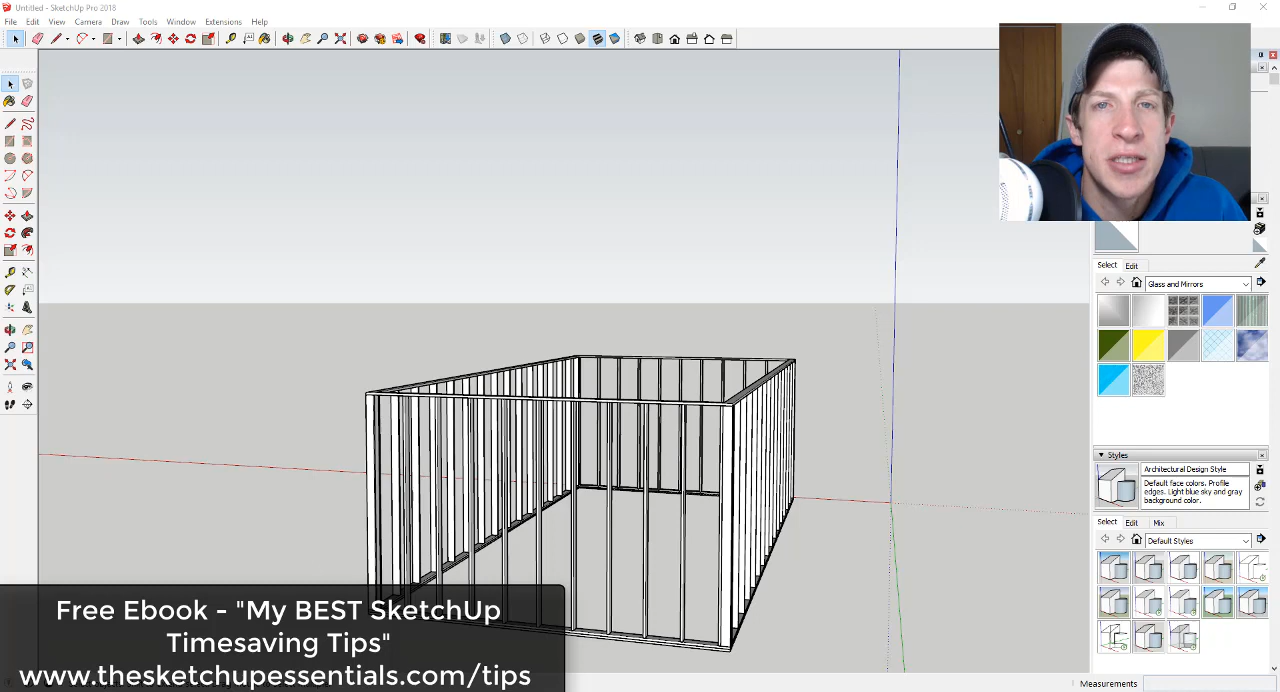 Untitled - SketchUp Pro 2018
File Edit View Camera Draw Tools Window Extensions Help
Select Edit
Glass and Mirrors
Styles
Architectural Design Style
Default face colors. Profile
edges. Light blue sky and gray
background color.
Select Edit Mix
Default Styles
Free Ebook - "My BEST SketchUp
Timesaving Tips"
www.thesketchupessentials.com/tips
Measurements